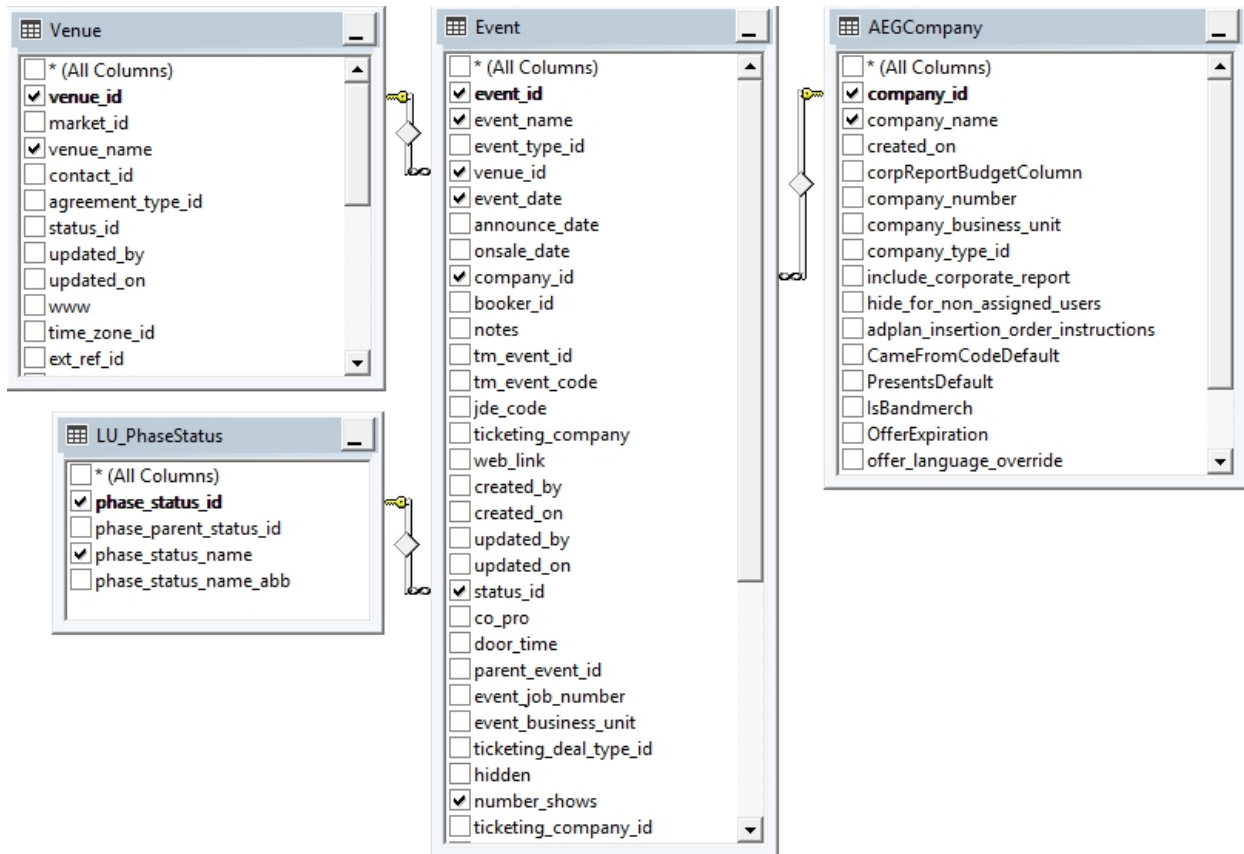 Venue
* (All Columns)
venue_id
market_id
venue_name
contact_id
agreement_type_id
status_id
updated_by
updated_on
www
time_zone_id
ext_ref_id
LU_PhaseStatus
* (All Columns)
phase_status_id
phase_parent_status_id
phase_status_name
phase_status_name_abb
Event
* (All Columns)
event_id
event_name
event_type_id
venue_id
event_date
announce_date
onsale_date
company_id
booker_id
notes
tm_event_id
tm_event_code
jde_code
ticketing_company
web_link
created_by
created_on
updated_by
updated_on
status_id
co_pro
door_time
parent_event_id
event_job_number
event_business_unit
ticketing_deal_type_id
hidden
number_shows
ticketing_company_id
AEGCompany
* (All Columns)
company_id
company_name
created_on
corpReportBudgetColumn
company_number
company_business_unit
company_type_id
include_corporate_report
hide_for_non_assigned_users
adplan_insertion_order_instructions
CameFromCodeDefault
PresentsDefault
IsBandmerch
OfferExpiration
offer_language_override